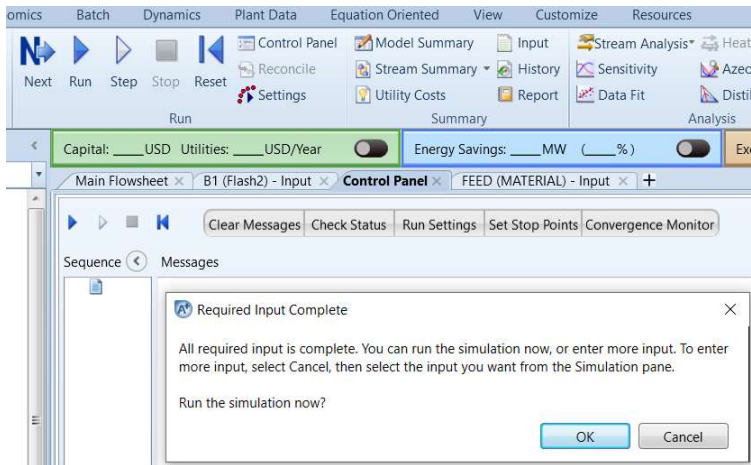 omics Batch Dynamics Plant Data Equation Oriented View Customize Resources
N Control Panel Model Summary Input Stream Analysis Heat
Next Run Step Stop Reset Reconcile Stream Summary History Sensitivity Azeo
Settings Utility Costs Report Data Fit Distil
Run Summary Analysis
Capital: ____USD Utilities: ____USD/Year Energy Savings: ____MW (____%) Exc
Main Flowsheet × B1 (Flash2) - Input × Control Panel × FEED (MATERIAL) - Input × +
Clear Messages Check Status Run Settings Set Stop Points Convergence Monitor
Sequence Messages
Required Input Complete
All required input is complete. You can run the simulation now, or enter more input. To enter
more input, select Cancel, then select the input you want from the Simulation pane.
Run the simulation now?
OK Cancel